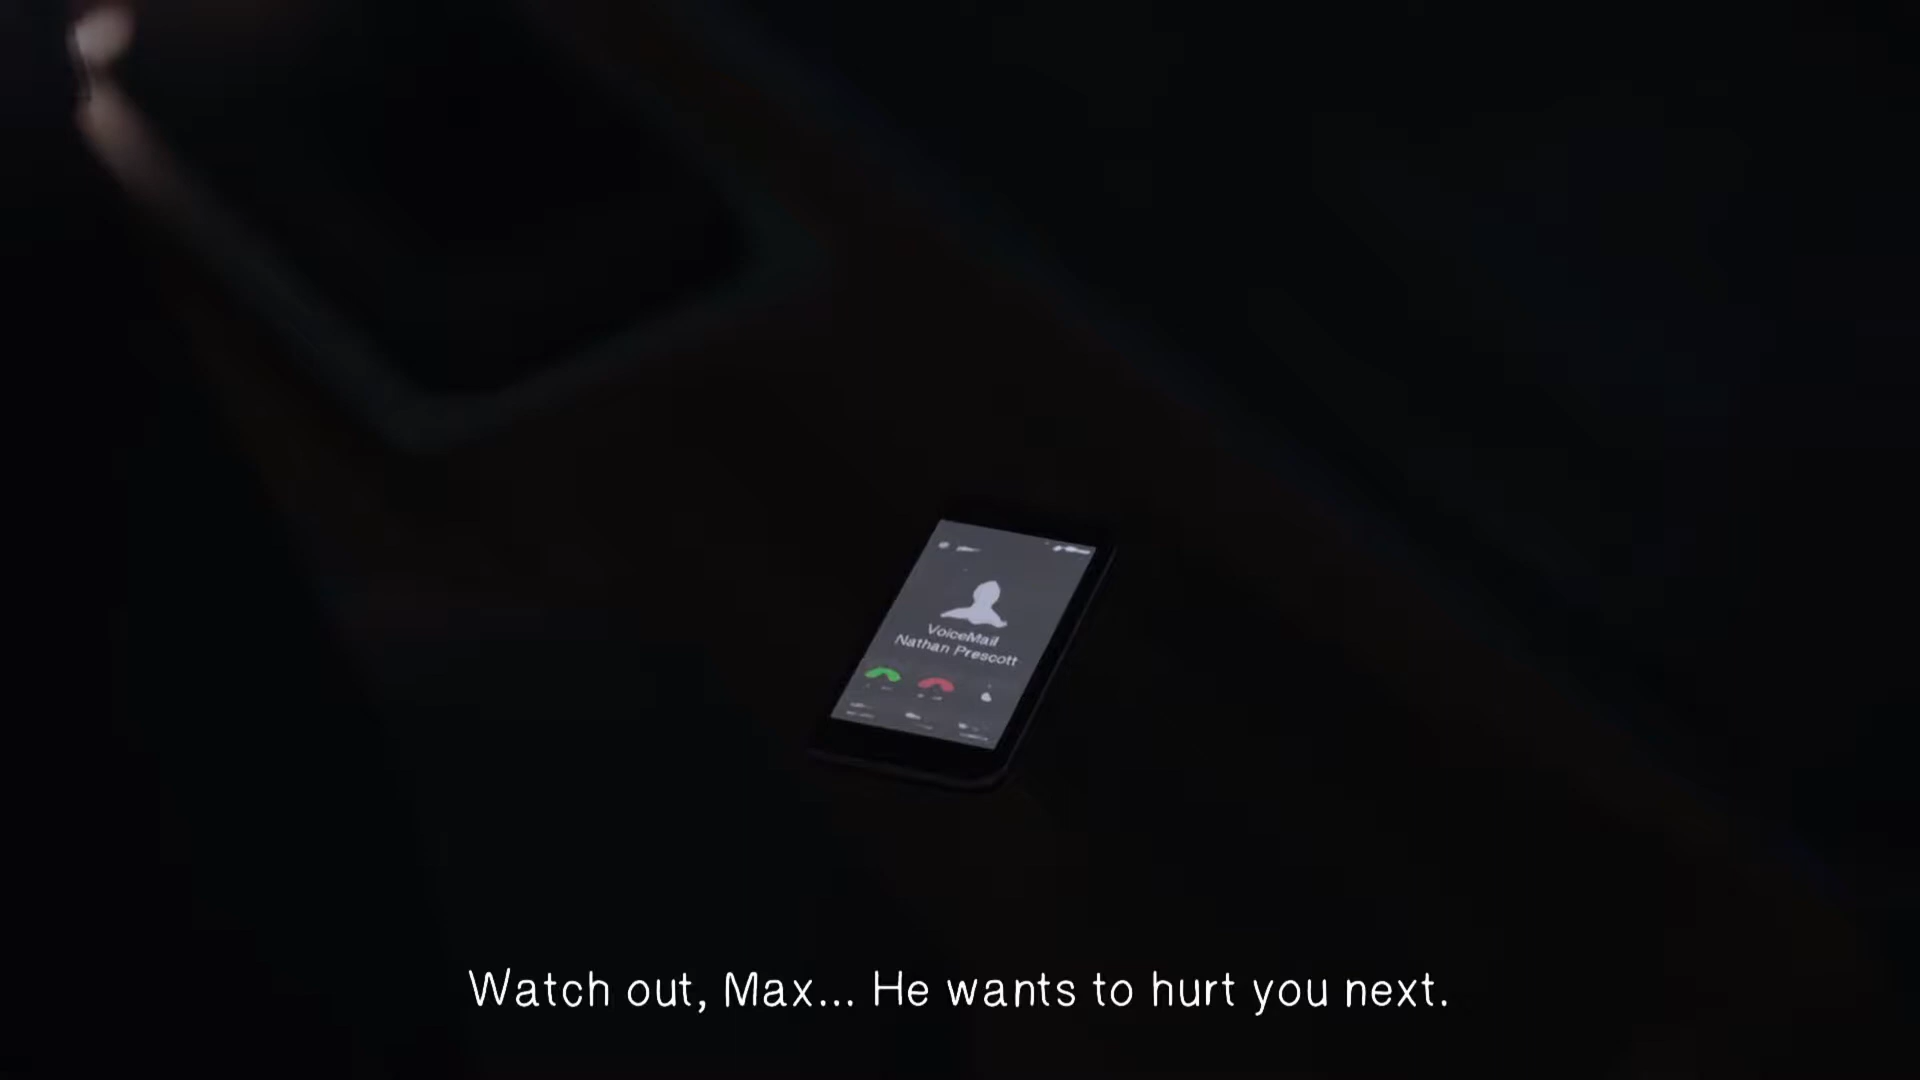 VoiceMail
Nathan Prescott
Watch out, Max... He wants to hurt you next.